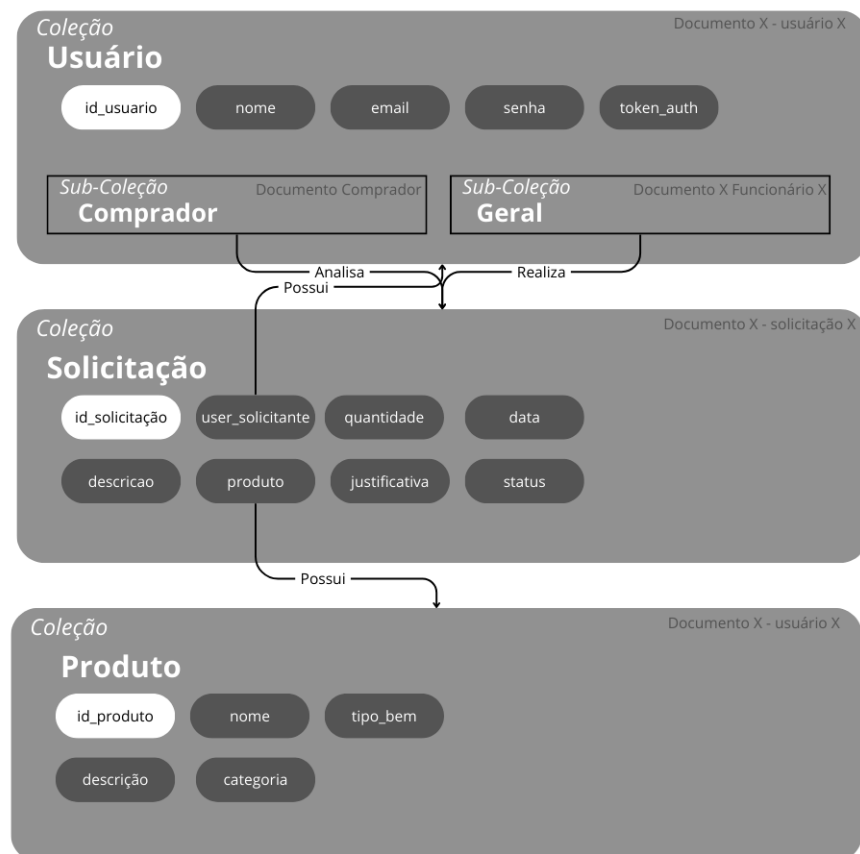 Coleção
Documento X - usuário X
Usuário
id_usuario
nome
email
senha
token_auth
Sub-Coleção
Documento Comprador
Comprador
Sub-Coleção
Documento X Funcionário X
Geral
Analisa
Realiza
Possui
Coleção
Documento X - solicitação X
Solicitação
id_solicitação
user_solicitante
quantidade
data
descricao
produto
justificativa
status
Possui
Coleção
Documento X - usuário X
Produto
id_produto
nome
tipo_bem
descrição
categoria